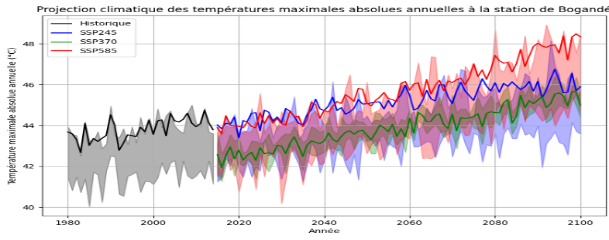 Projection climatique des températures maximales absolues annuelles à la station de Bogandé
Historique
SSP245
SSP370
SSP585
Température maximale absolue annuelle (°C)
48
46
44
42
40
1980
2000
2020
2040
2060
2080
2100
Année